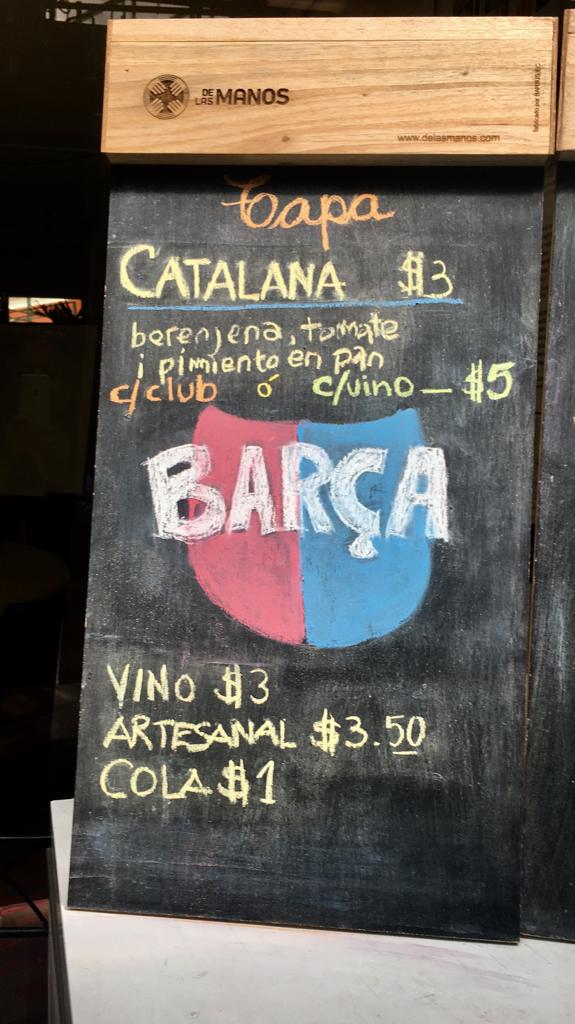 DE LAS MANOS
www.delasmanos.com
Tapa
CATALANA $3
berenjena, tomate
i pimiento en pan
c/club ó c/vino — $5
BARÇA
VINO $3
ARTESANAL $3.50
COLA $1